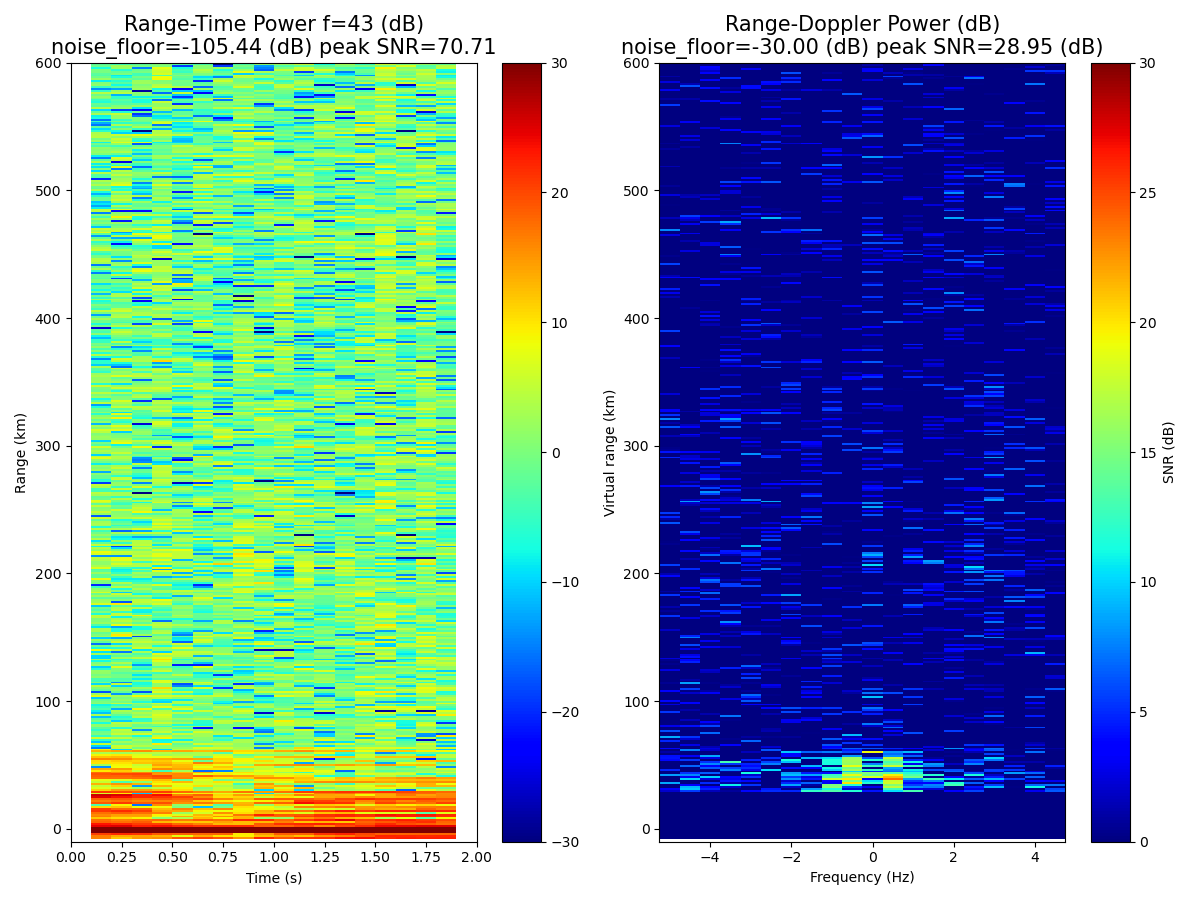 Range-Time Power f=43 (dB)
noise_floor=-105.44 (dB) peak SNR=70.71
600
500
400
300
200
100
0
Range (km)
0.00 0.25 0.50 0.75 1.00 1.25 1.50 1.75 2.00
Time (s)
30
20
10
0
−10
−20
−30
Range-Doppler Power (dB)
noise_floor=-30.00 (dB) peak SNR=28.95 (dB)
600
500
400
300
200
100
0
Virtual range (km)
−4 −2 0 2 4
Frequency (Hz)
30
25
20
15
10
5
0
SNR (dB)